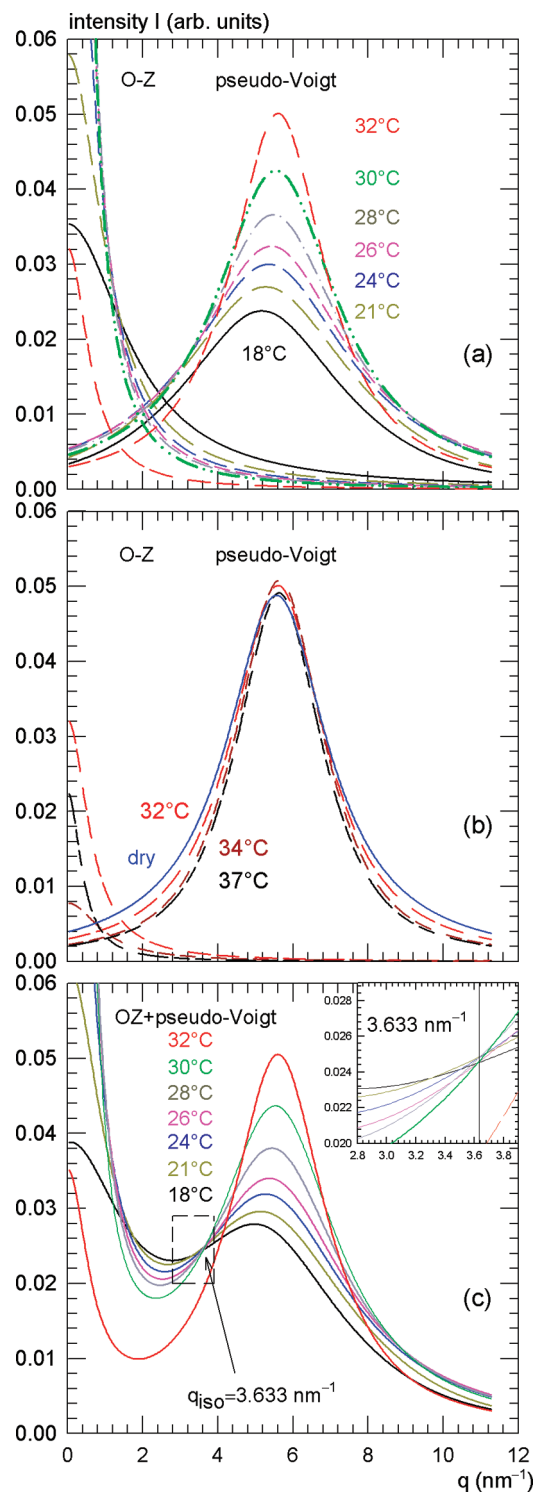 intensity I (arb. units)
0.06
O-Z pseudo-Voigt
32°C
0.05
30°C
0.04
28°C
26°C
0.03
24°C
21°C
0.02
18°C
(a)
0.01
0.00
0.06
O-Z pseudo-Voigt
0.05
0.04
0.03
0.02
32°C
(b)
dry
34°C
0.01
37°C
0.00
0.06
OZ+pseudo-Voigt
32°C
0.05
30°C
28°C
0.04
26°C
24°C
21°C
0.03
18°C
0.02
(c)
0.01
qiso=3.633 nm⁻¹
0.00
0.028
3.633 nm⁻¹
0.026
0.024
0.022
0.020
2.8 3.0 3.2 3.4 3.6 3.8
0 2 4 6 8 10 12
q (nm⁻¹)